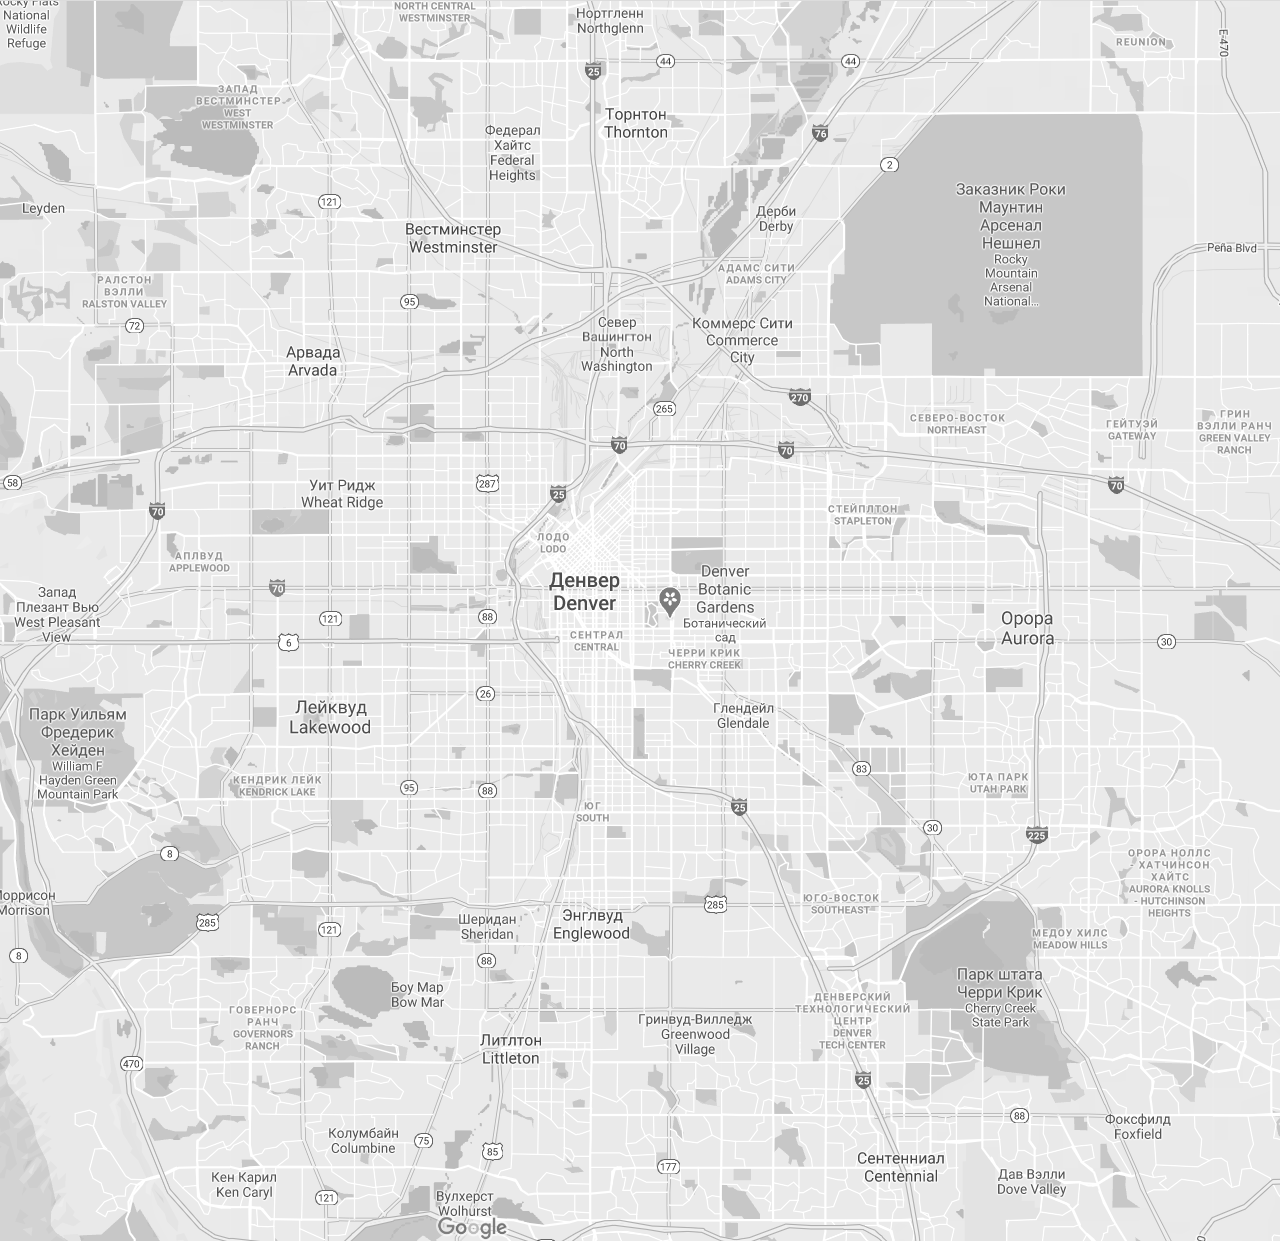 Rocky Flats
National
Wildlife
Refuge
NORTH CENTRAL
WESTMINSTER
Нортгленн
Northglenn
REUNION
E-470
44
44
25
76
2
ЗАПАД
ВЕСТМИНСТЕР
WEST
WESTMINSTER
Торнтон
Thornton
Федерал
Хайтс
Federal
Heights
Leyden
121
Вестминстер
Westminster
Дерби
Derby
Заказник Роки
Маунтин
Арсенал
Нешнел
Rocky
Mountain
Arsenal
National...
Peña Blvd
АДАМС СИТИ
ADAMS CITY
РАЛСТОН
ВЭЛЛИ
RALSTON VALLEY
95
72
Север
Вашингтон
North
Washington
Коммерс Сити
Commerce
City
Арвада
Arvada
265
270
СЕВЕРО-ВОСТОК
NORTHEAST
ГЕЙТУЭЙ
GATEWAY
ГРИН
ВЭЛЛИ РАНЧ
GREEN VALLEY
RANCH
70
70
58
Уит Ридж
Wheat Ridge
287
25
70
70
СТЕЙПЛТОН
STAPLETON
ЛОДО
LODO
АПЛВУД
APPLEWOOD
Денвер
Denver
Denver
Botanic
Gardens
Ботанический
сад
70
Запад
Плезант Вью
West Pleasant
View
121
88
6
СЕНТРАЛ
CENTRAL
ЧЕРРИ КРИК
CHERRY CREEK
Орора
Aurora
30
26
Лейквуд
Lakewood
Глендейл
Glendale
Парк Уильям
Фредерик
Хейден
William F
Hayden Green
Mountain Park
КЕНДРИК ЛЕЙК
KENDRICK LAKE
95
88
83
ЮТА ПАРК
UTAH PARK
ЮГ
SOUTH
25
30
225
8
ОРОРА НОЛЛС
- ХАТЧИНСОН
ХАЙТС
AURORA KNOLLS
- HUTCHINSON
HEIGHTS
Моррисон
Morrison
285
121
Шеридан
Sheridan
Энглвуд
Englewood
285
ЮГО-ВОСТОК
SOUTHEAST
МЕДОУ ХИЛС
MEADOW HILLS
8
88
Боу Мар
Bow Mar
Парк штата
Черри Крик
Cherry Creek
State Park
ГОВЕРНОРС
РАНЧ
GOVERNORS
RANCH
Литлтон
Littleton
Гринвуд-Вилледж
Greenwood
Village
ДЕНВЕРСКИЙ
ТЕХНОЛОГИЧЕСКИЙ
ЦЕНТР
DENVER
TECH CENTER
470
25
88
Фоксфилд
Foxfield
Колумбайн
Columbine
75
85
177
Сентенниал
Centennial
Кен Карил
Ken Caryl
121
Вулхерст
Wolhurst
Дав Вэлли
Dove Valley
Google